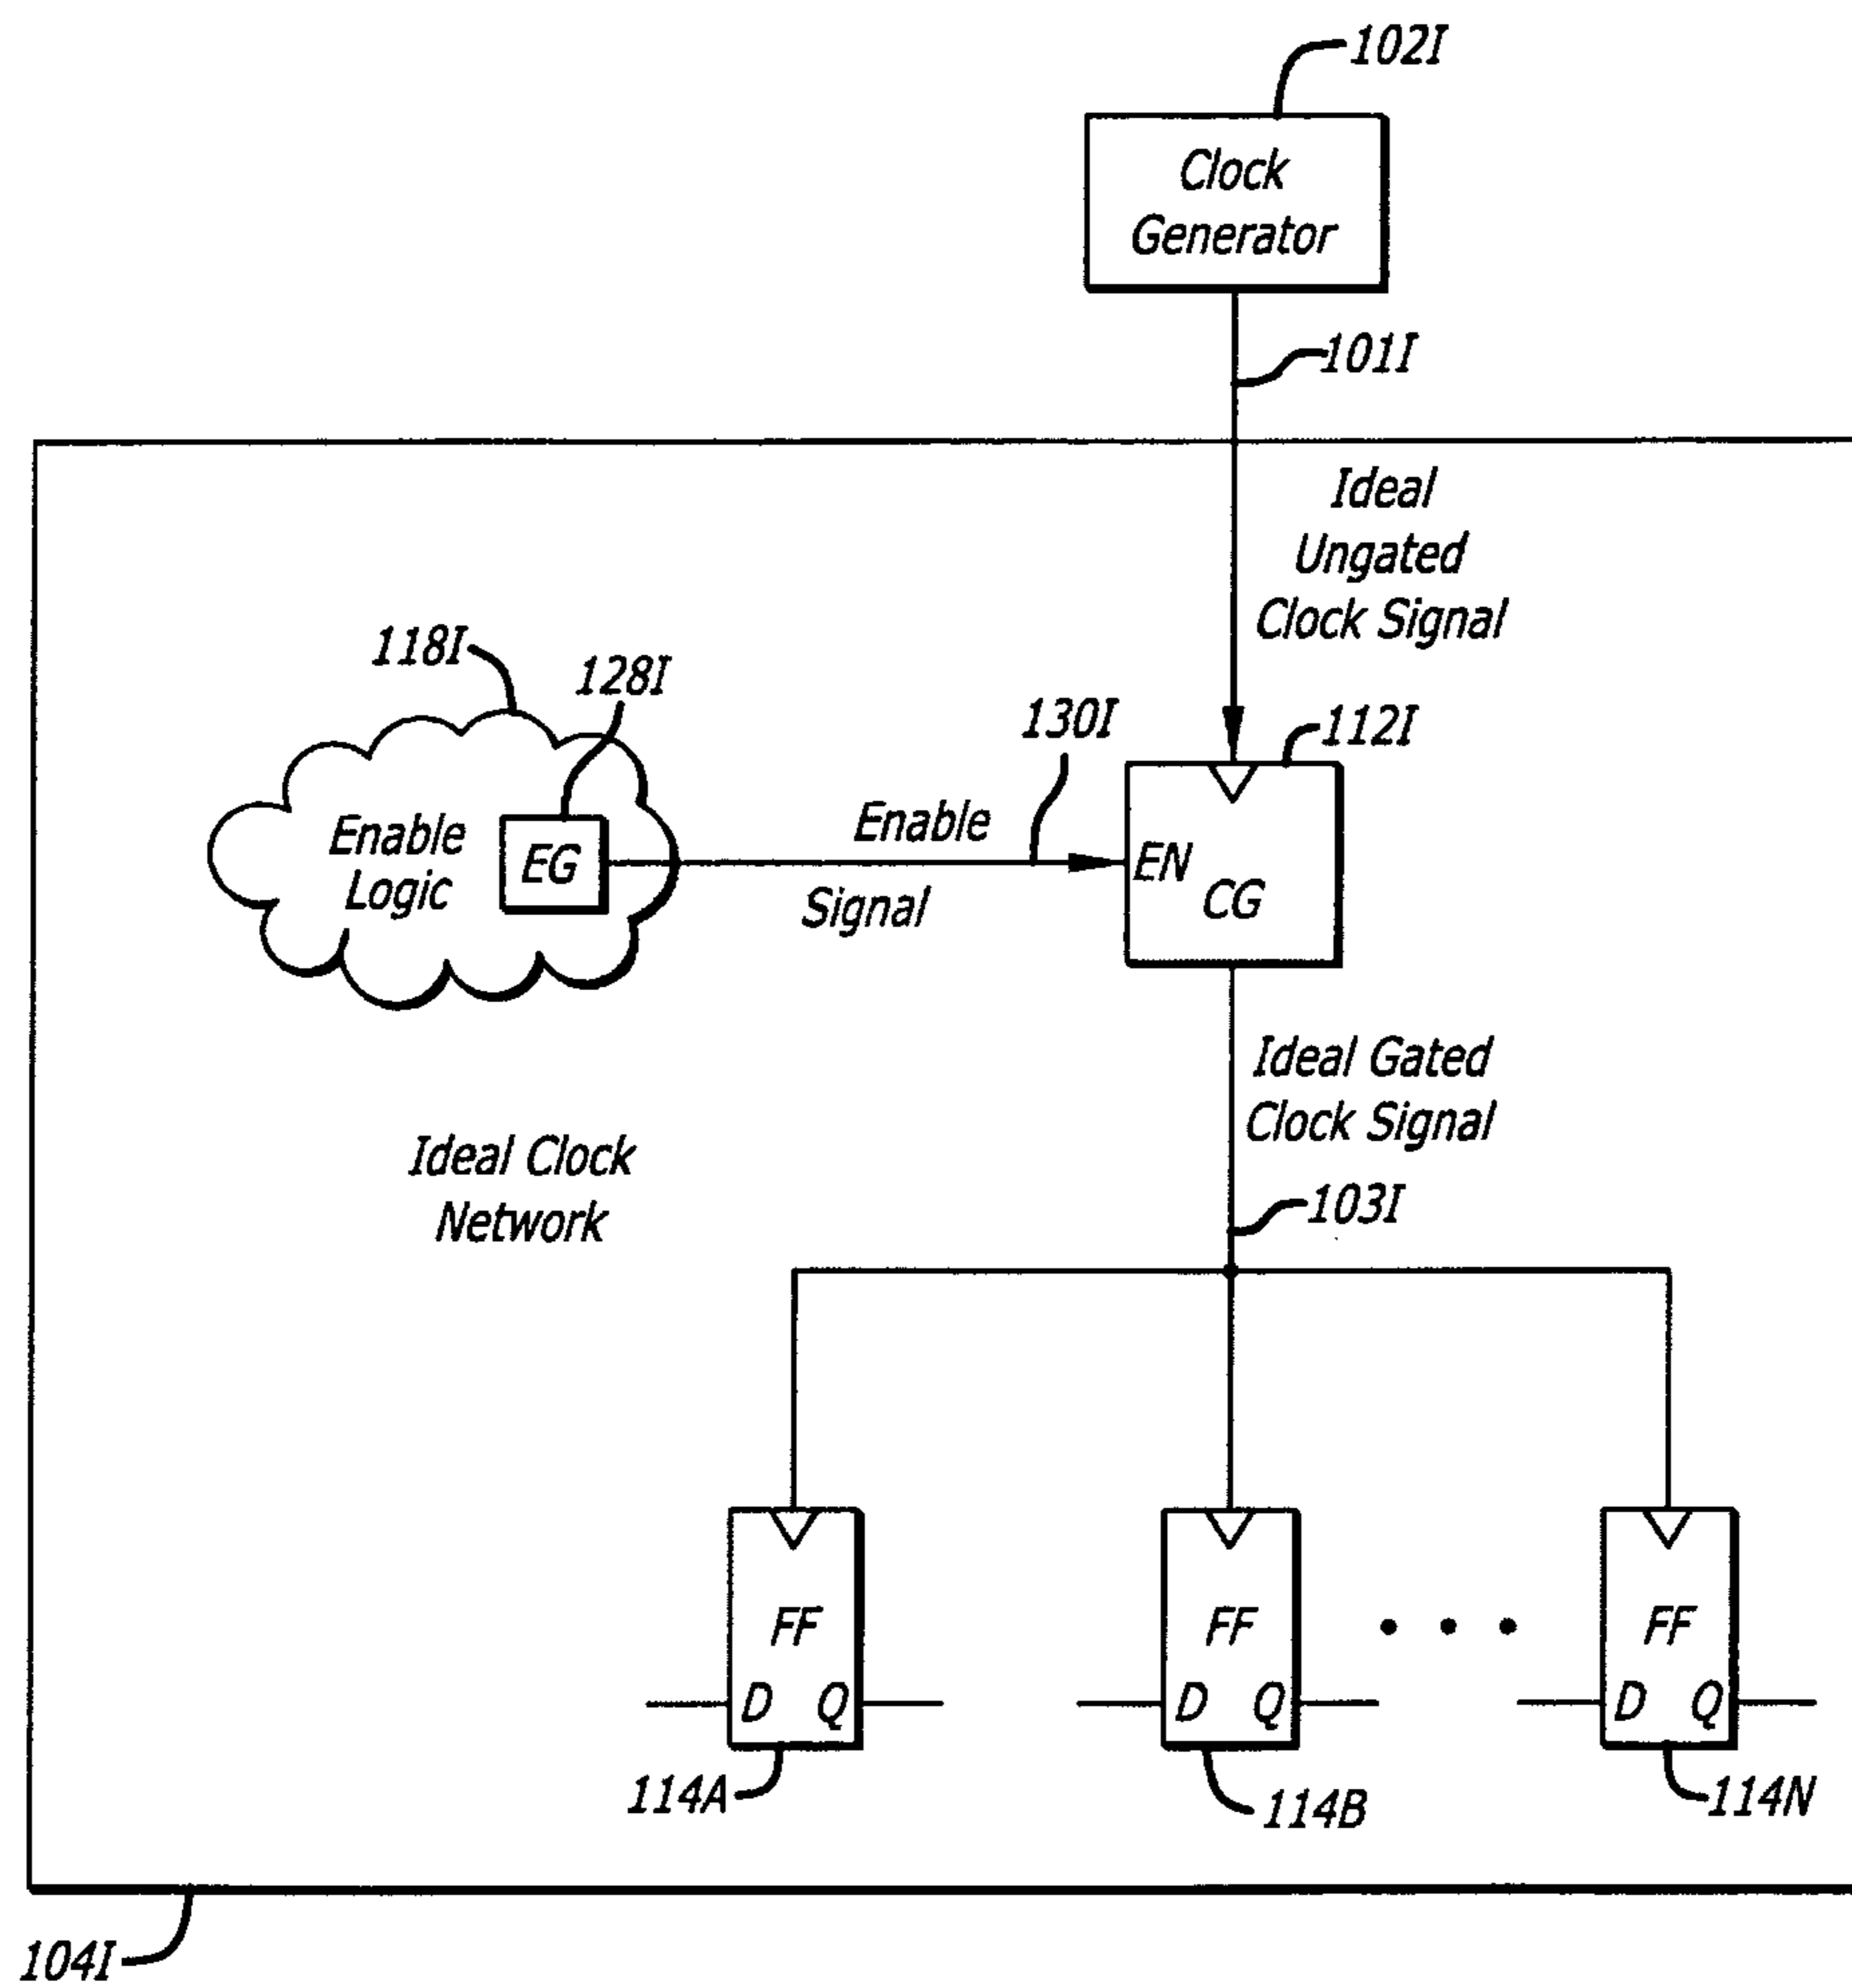 102I
Clock
Generator
101I
Ideal
Ungated
Clock Signal
118I
128I
130I
112I
Enable
Logic
EG
Enable
Signal
EN
CG
Ideal Gated
Clock Signal
Ideal Clock
Network
103I
FF
D Q
FF
D Q
FF
D Q
114A
114B
114N
104I